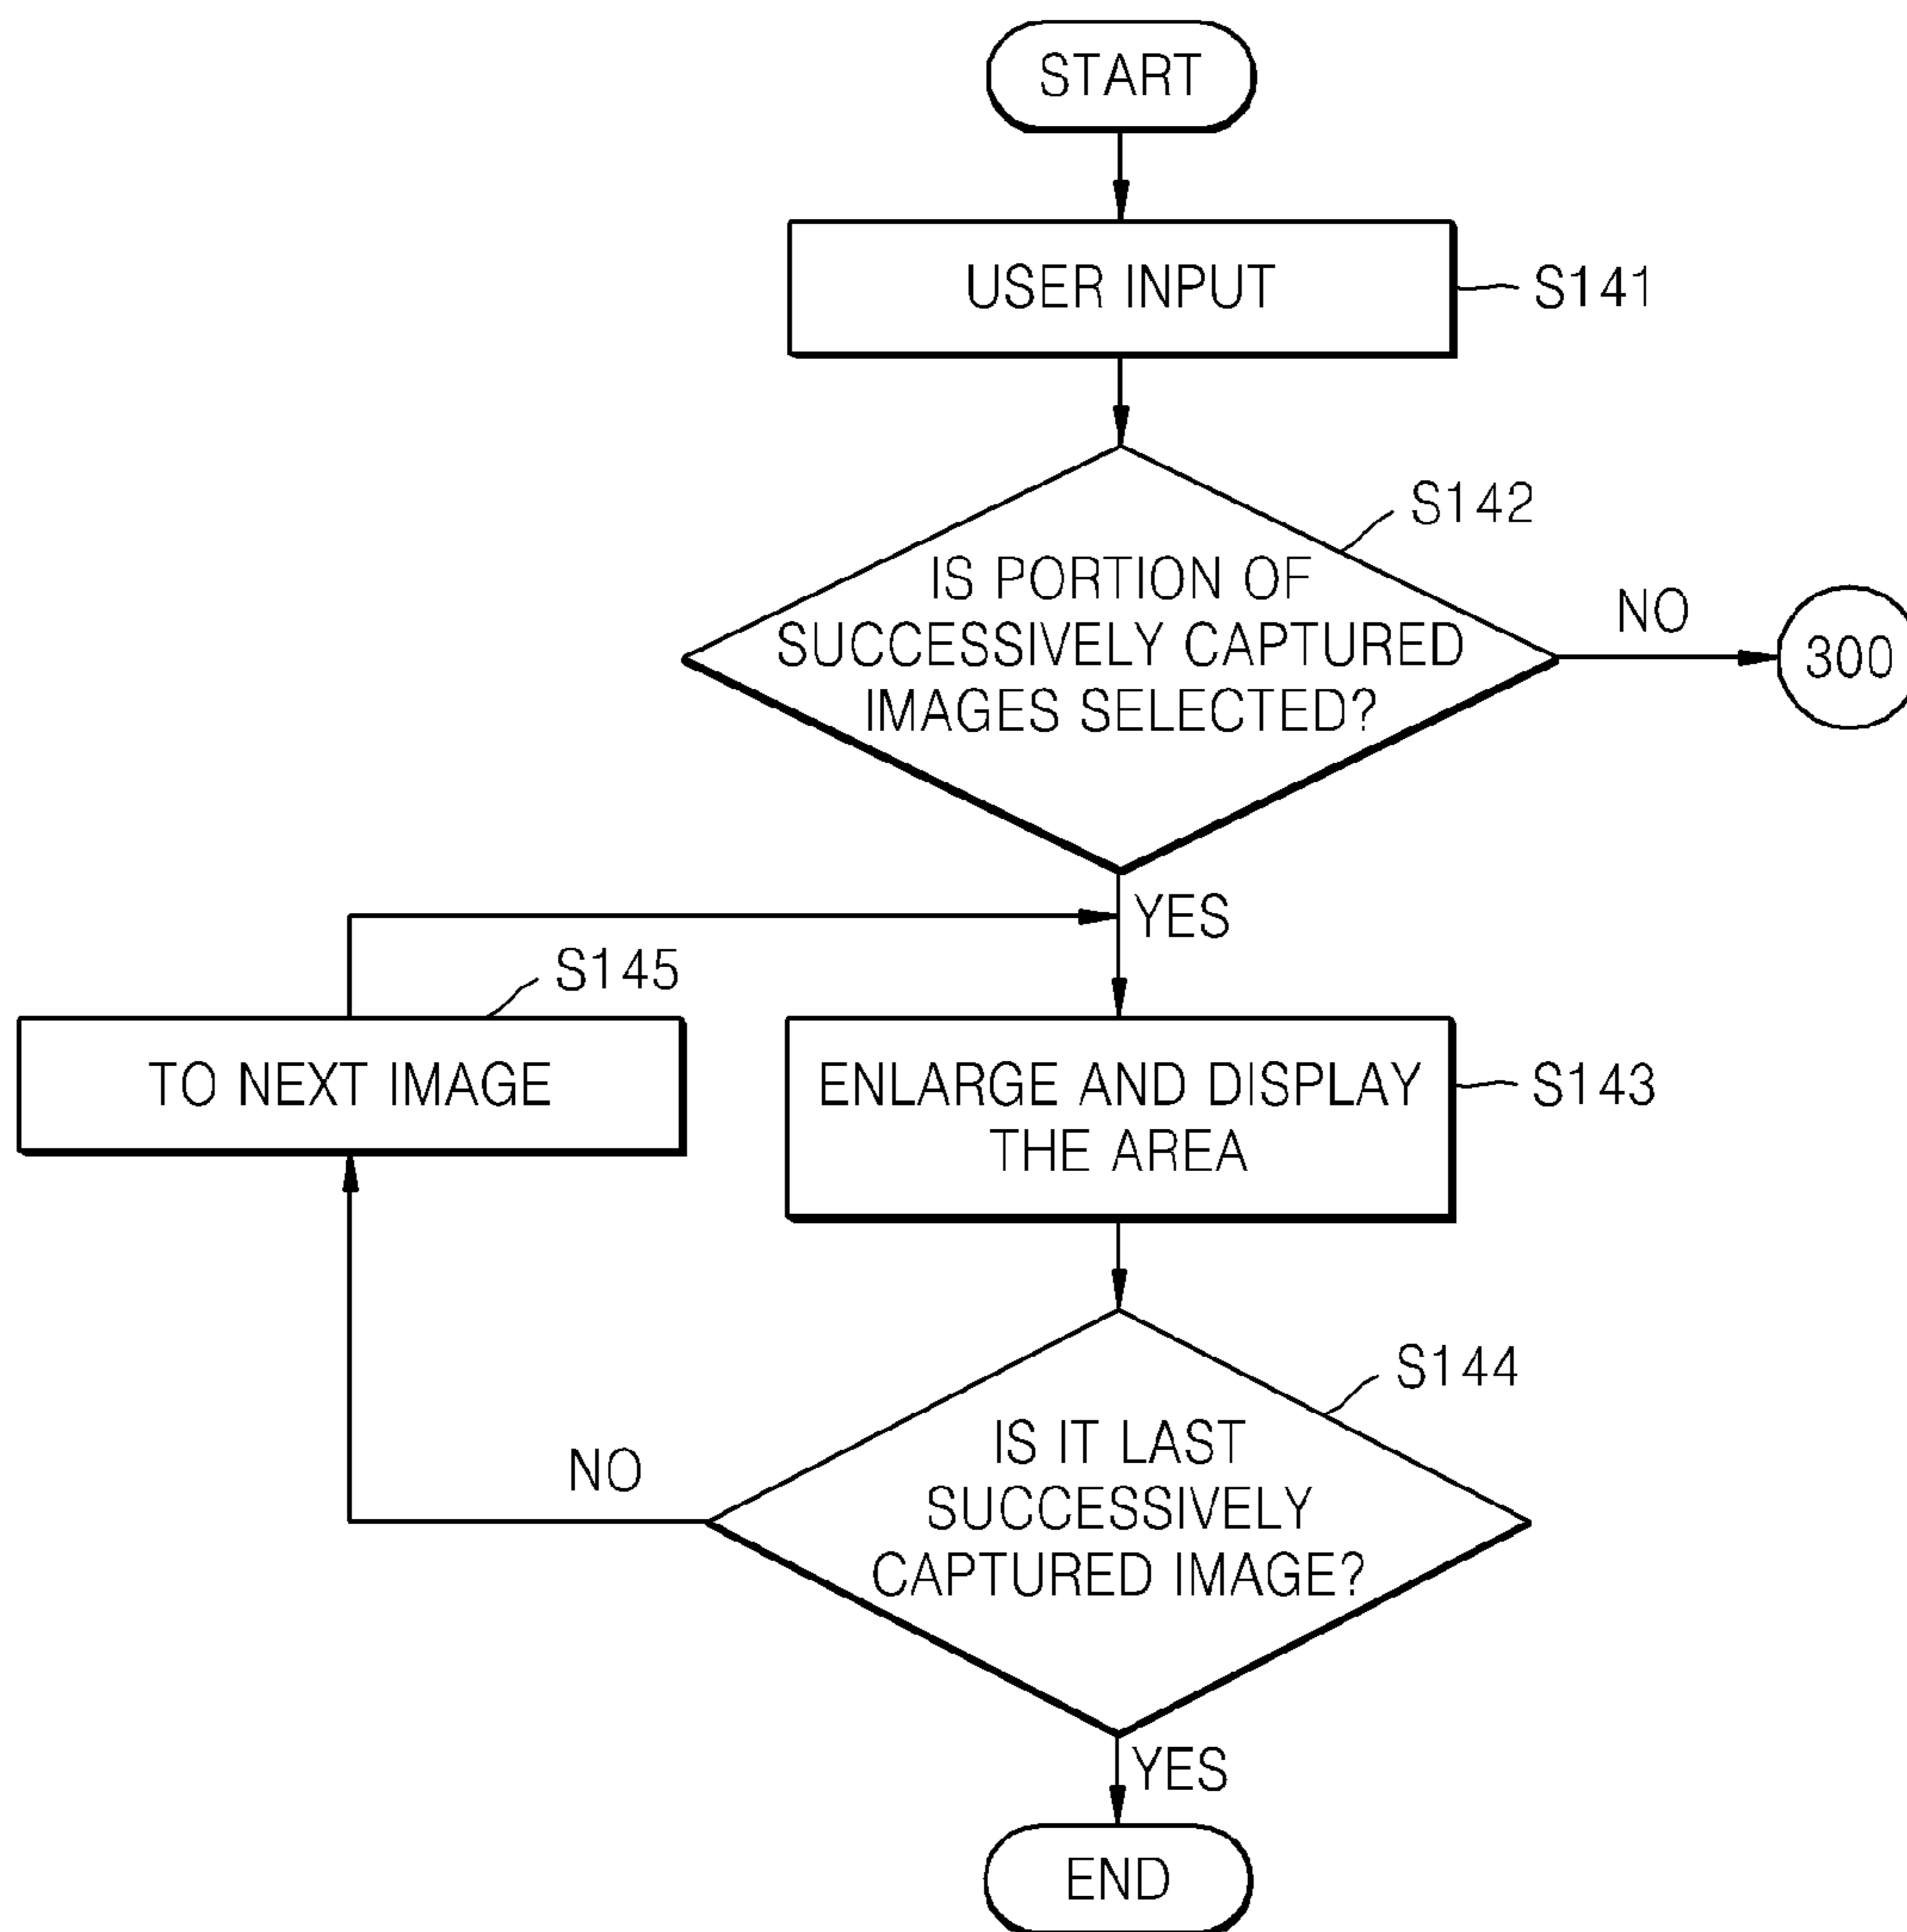 START
USER INPUT
S141
S142
IS PORTION OF
SUCCESSIVELY CAPTURED
IMAGES SELECTED?
NO
300
YES
S145
TO NEXT IMAGE
ENLARGE AND DISPLAY
THE AREA
S143
S144
IS IT LAST
SUCCESSIVELY
CAPTURED IMAGE?
NO
YES
END